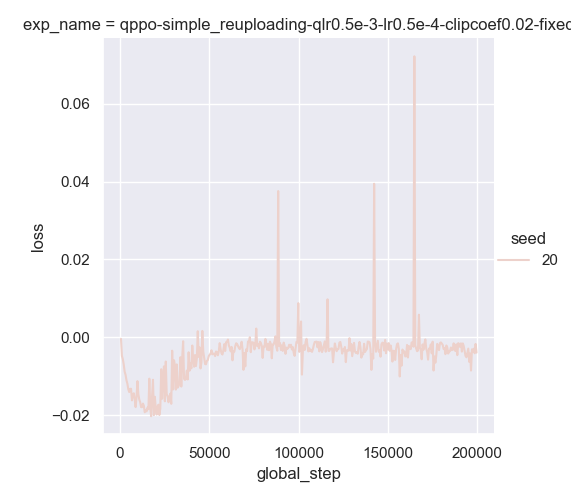 exp_name = qppo-simple_reuploading-qlr0.5e-3-lr0.5e-4-clipcoef0.02-fixed
0.06
0.04
0.02
0.00
−0.02
loss
0 50000 100000 150000 200000
global_step
seed
20